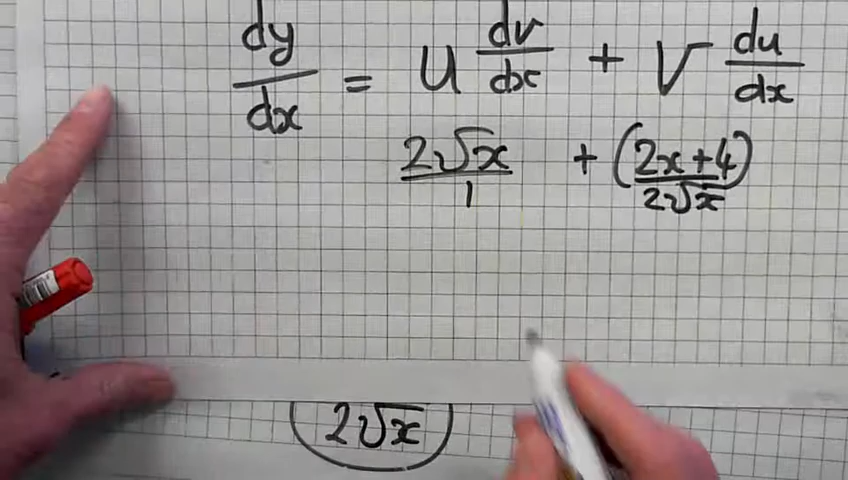 dy/dx = u dv/dx + v du/dx
2√x/1 + (2x+4)/2√x
2√x